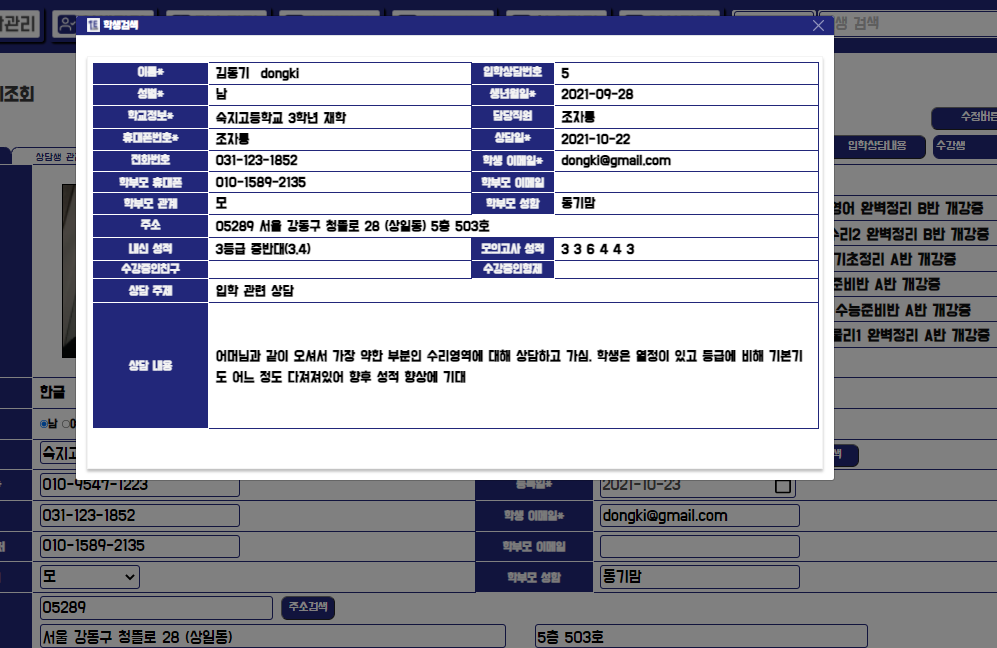 관리
생 검색
학생검색
이름* 김동기 dongki 입학상담번호 5
성별* 남 생년월일* 2021-09-28
학교정보* 숙지고등학교 3학년 재학 담당직원 조자룡
휴대폰번호* 조자룡 상담일* 2021-10-22
전화번호 031-123-1852 학생 이메일* dongki@gmail.com
학부모 휴대폰 010-1589-2135 학부모 이메일
학부모 관계 모 학부모 성함 동기맘
주소 05289 서울 강동구 청뜰로 28 (상일동) 5층 503호
내신 성적 3등급 중반대(3.4) 모의고사 성적 3 3 6 4 4 3
수강중인친구 수강중인형제
상담 주제 입학 관련 상담
상담 내용 어머님과 같이 오셔서 가장 약한 부분인 수리영역에 대해 상담하고 가심. 학생은 열정이 있고 등급에 비해 기본기
도 어느 정도 다져져있어 향후 성적 향상에 기대
조회
수정버튼
상담생 관
입학상담내용 수강생
영어 완벽정리 B반 개강중
수리2 완벽정리 B반 개강중
기초정리 A반 개강중
준비반 A반 개강중
수능준비반 A반 개강중
물리1 완벽정리 A반 개강중
한글
남
숙지고
색
010-9547-1223 등록일* 2021-10-23
031-123-1852 학생 이메일* dongki@gmail.com
010-1589-2135 학부모 이메일
모 학부모 성함 동기맘
05289 주소검색
서울 강동구 청뜰로 28 (상일동) 5층 503호